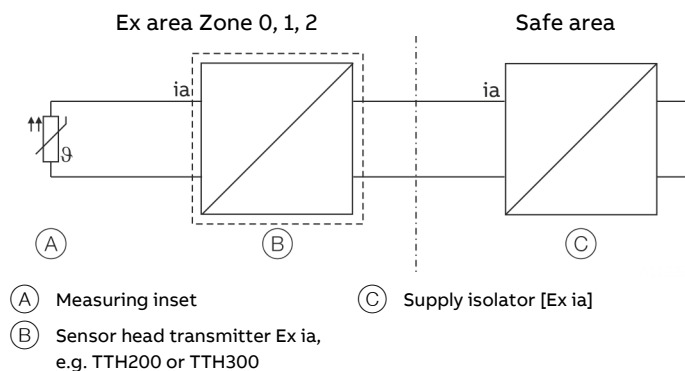 Ex area Zone 0, 1, 2
Safe area
ia
ia
ϑ
A
B
C
A Measuring inset
B Sensor head transmitter Ex ia,
e.g. TTH200 or TTH300
C Supply isolator [Ex ia]